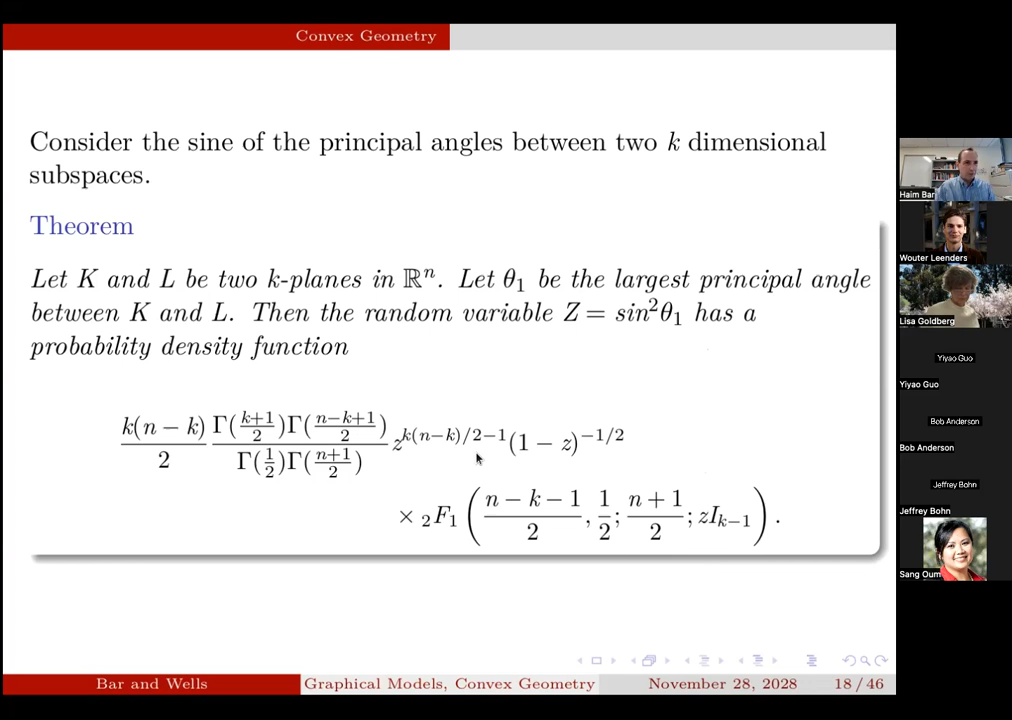 Convex Geometry
Consider the sine of the principal angles between two k dimensional
subspaces.
Theorem
Let K and L be two k-planes in ℝⁿ. Let θ₁ be the largest principal angle
between K and L. Then the random variable Z = sin²θ₁ has a
probability density function
k(n − k)/2 Γ((k+1)/2)Γ((n−k+1)/2)/(Γ(1/2)Γ((n+1)/2)) z^{k(n−k)/2−1}(1 − z)^{−1/2}
× ₂F₁((n − k − 1)/2, 1/2; (n + 1)/2; zI_{k−1}).
Bar and Wells Graphical Models, Convex Geometry November 28, 2028 18 / 46
Haim Bar
Wouter Leenders
Lisa Goldberg
Yiyao Guo
Yiyao Guo
Bob Anderson
Bob Anderson
Jeffrey Bohn
Jeffrey Bohn
Sang Oum